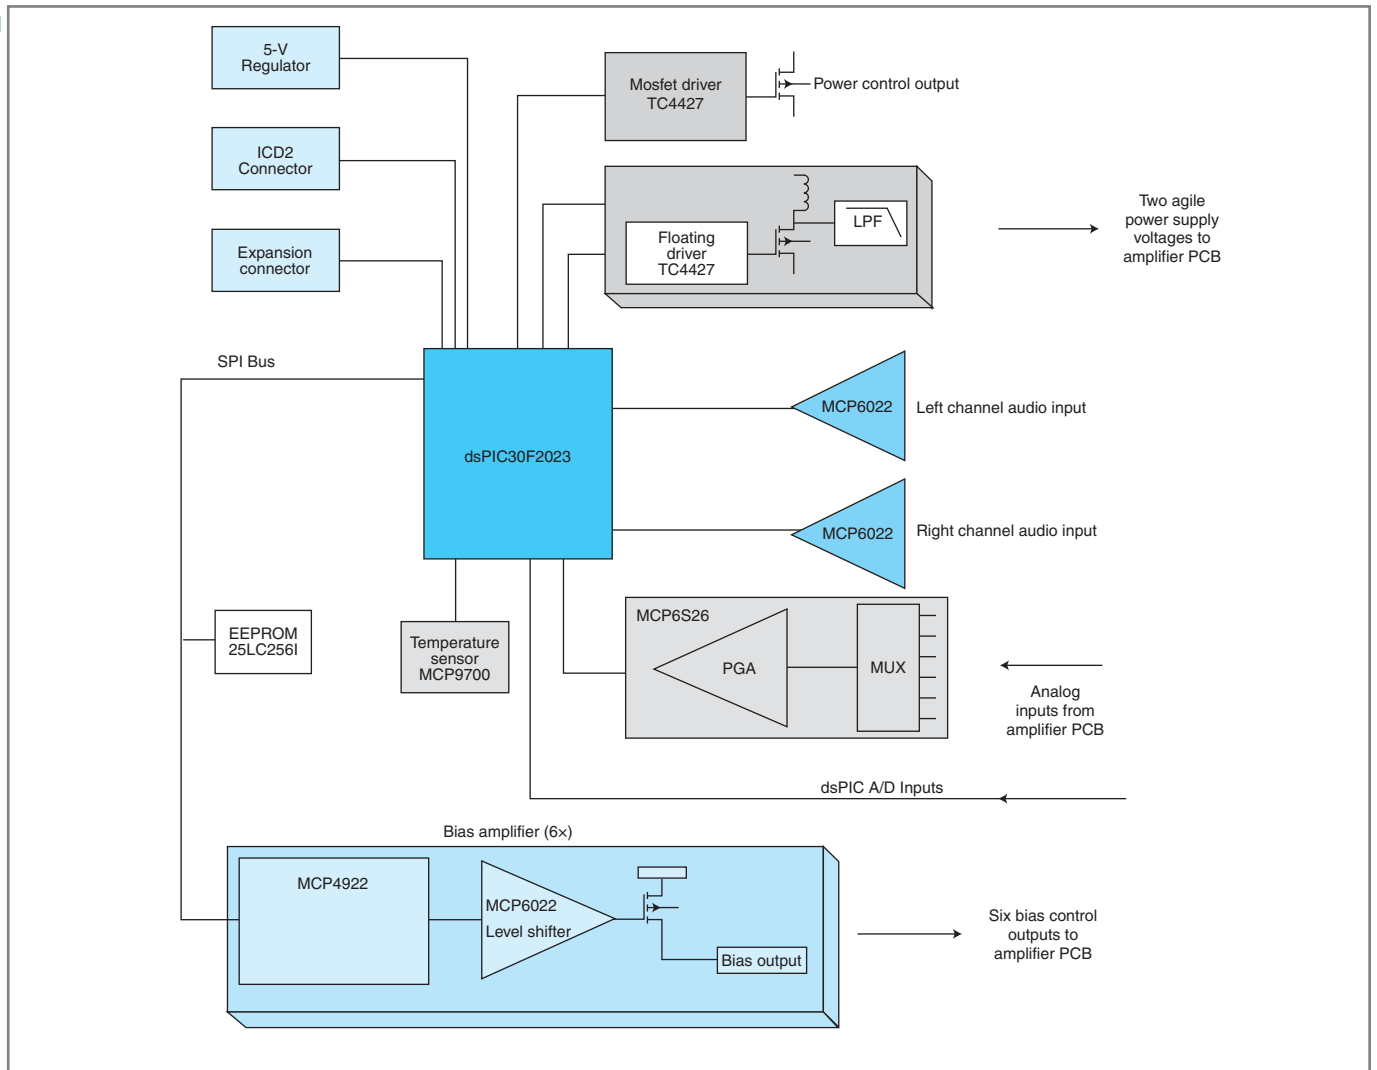 5-V
Regulator
Mosfet driver
TC4427
Power control output
ICD2
Connector
Expansion
connector
Floating
driver
TC4427
LPF
Two agile
power supply
voltages to
amplifier PCB
SPI Bus
dsPIC30F2023
MCP6022
Left channel audio input
MCP6022
Right channel audio input
EEPROM
25LC256I
Temperature
sensor
MCP9700
MCP6S26
PGA
MUX
Analog
inputs from
amplifier PCB
dsPIC A/D Inputs
Bias amplifier (6×)
MCP4922
MCP6022
Level shifter
Bias output
Six bias control
outputs to
amplifier PCB